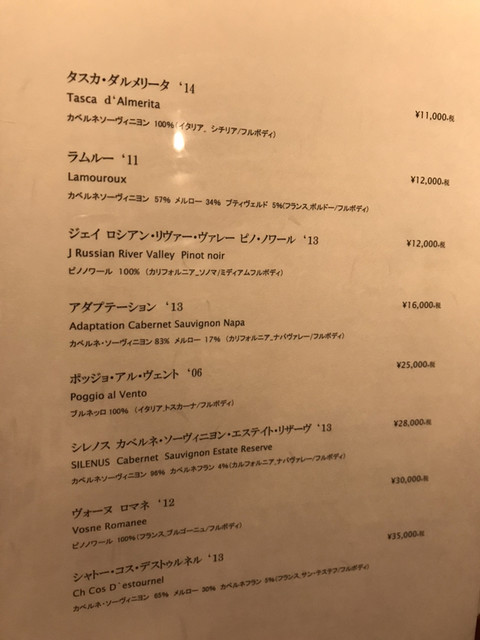 タスカ・ダルメリータ '14
Tasca d'Almerita
カベルネソーヴィニヨン 100%(イタリア、シチリア/フルボディ) ¥11,000-税
ラムルー '11
Lamouroux ¥12,000-税
カベルネソーヴィニヨン 57% メルロー 34% プティヴェルド 5%(フランス,ボルドー/フルボディ)
ジェイ ロシアン・リヴァー・ヴァレー ピノ・ノワール '13 ¥12,000-税
J Russian River Valley Pinot noir
ピノノワール 100% (カリフォルニア,ソノマ/ミディアムフルボディ)
アダプテーション '13 ¥16,000-税
Adaptation Cabernet Sauvignon Napa
カベルネ・ソーヴィニヨン 83% メルロー 17% (カリフォルニア,ナパヴァレー/フルボディ)
ポッジョ・アル・ヴェント '06 ¥25,000-税
Poggio al Vento
ブルネッロ100% (イタリア,トスカーナ/フルボディ)
シレノス カベルネ・ソーヴィニヨン・エステイト・リザーヴ '13 ¥28,000-税
SILENUS Cabernet Sauvignon Estate Reserve
カベルネソーヴィニヨン 96% カベルネフラン 4%(カルフォルニア,ナパヴァレー/フルボディ)
ヴォーヌ ロマネ '12 ¥30,000-税
Vosne Romanee
ピノノワール 100%(フランス,ブルゴーニュ/フルボディ)
シャトー・コス・デストゥルネル '13 ¥35,000-税
Ch Cos D`estournel
カベルネ・ソーヴィニヨン 65% メルロー 30% カベルネフラン 5%(フランス,サン・テステフ/フルボディ)